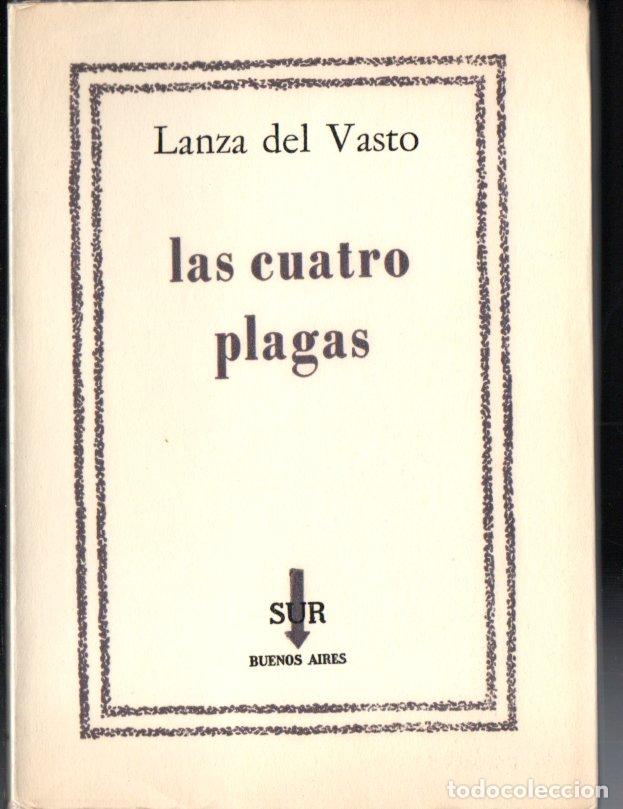 Lanza del Vasto
las cuatro
plagas
SUR
BUENOS AIRES
todocoleccion